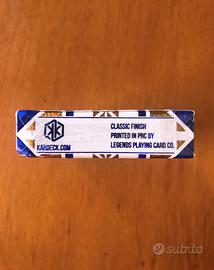 KARDECK.COM
CLASSIC FINISH
PRINTED IN PRC BY
LEGENDS PLAYING CARD CO.
subito